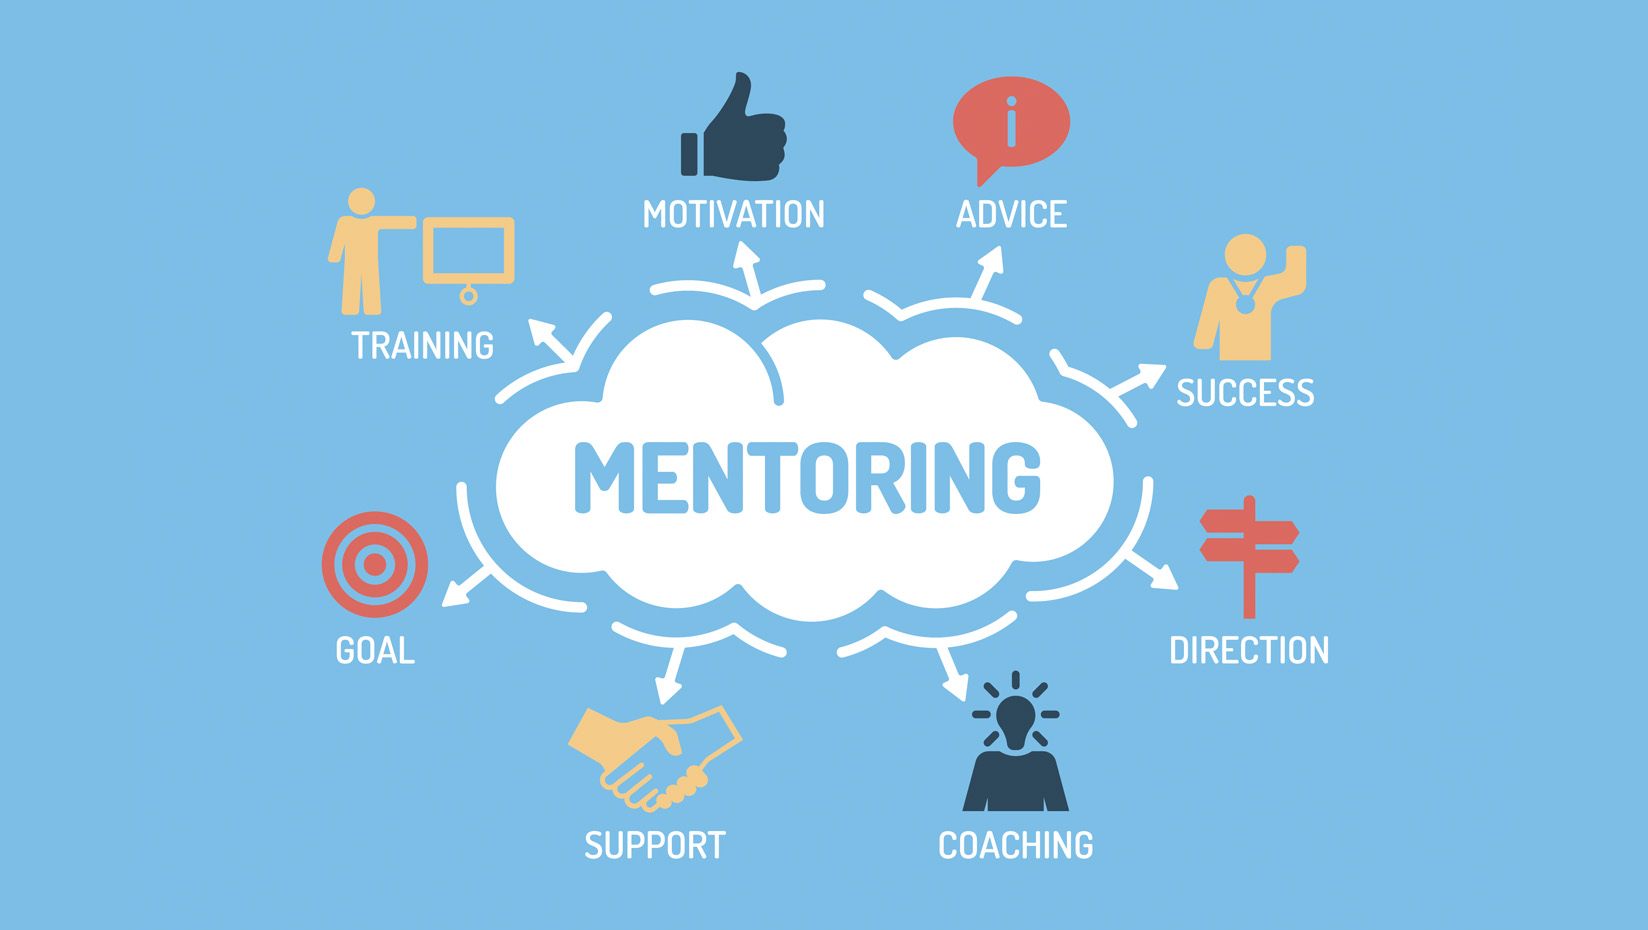 MOTIVATION
ADVICE
TRAINING
SUCCESS
MENTORING
GOAL
DIRECTION
SUPPORT
COACHING